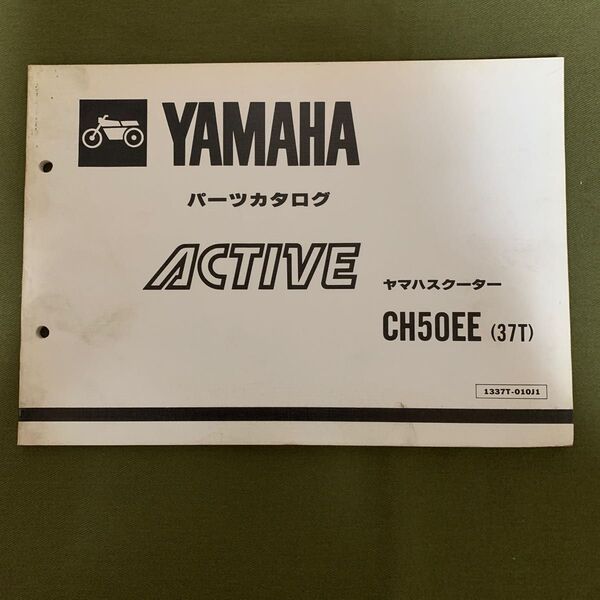 YAMAHA
パーツカタログ
ACTIVE
ヤマハスクーター
CH50EE (37T)
1337T-010J1